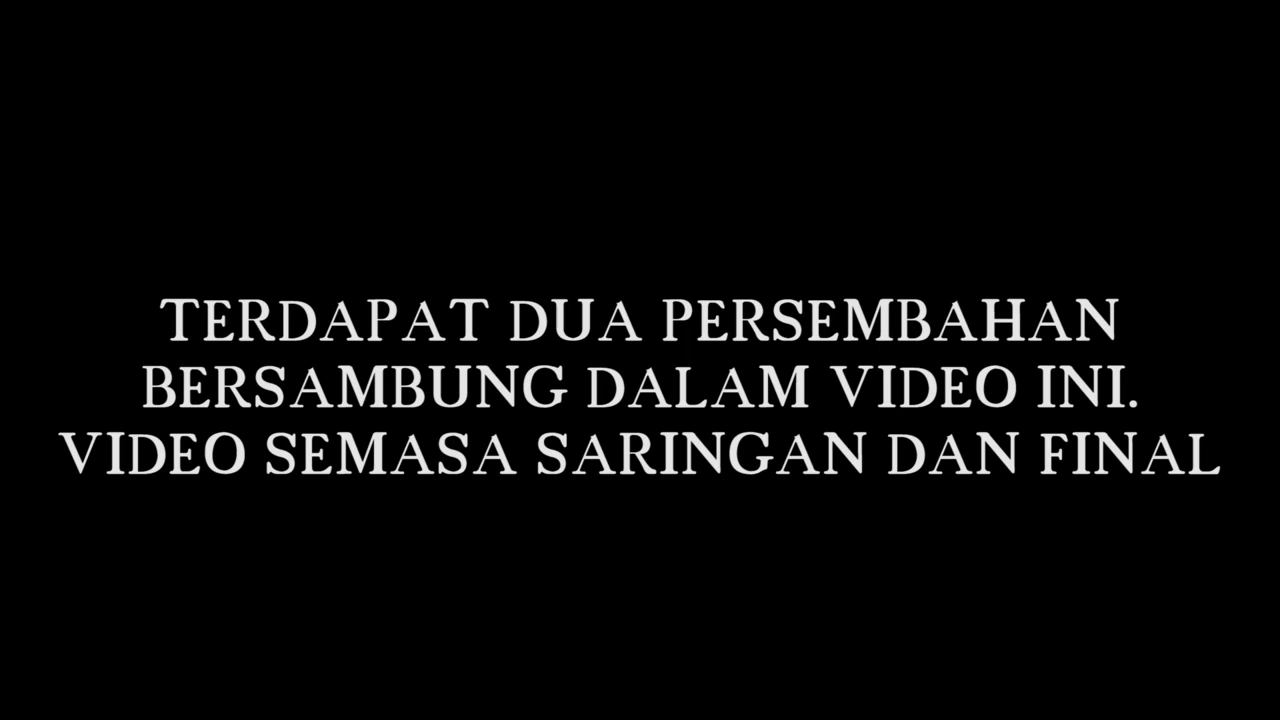 TERDAPAT DUA PERSEMBAHAN
BERSAMBUNG DALAM VIDEO INI.
VIDEO SEMASA SARINGAN DAN FINAL